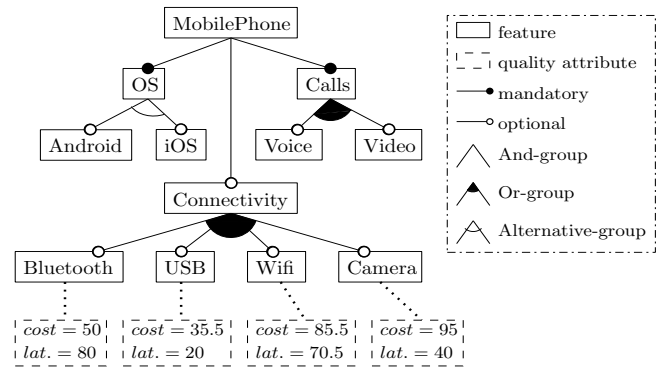 MobilePhone
OS
Calls
Android
iOS
Voice
Video
Connectivity
Bluetooth
USB
Wifi
Camera
cost = 50
lat. = 80
cost = 35.5
lat. = 20
cost = 85.5
lat. = 70.5
cost = 95
lat. = 40
feature
quality attribute
mandatory
optional
And-group
Or-group
Alternative-group